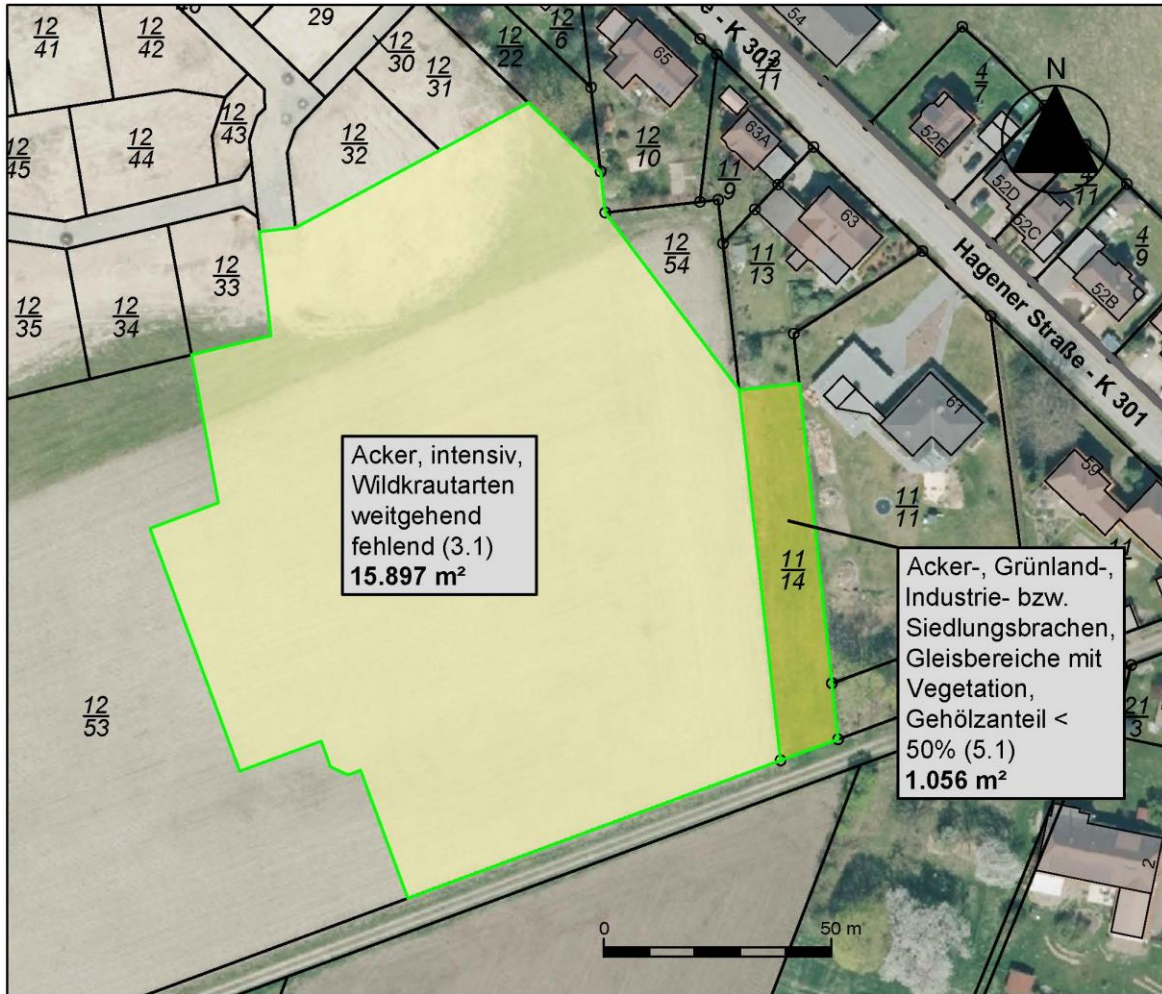 12
41
12
42
29
12
30
12
31
12
22
12
6
65
54
- K 301
12
11
N
12
45
12
44
12
43
12
32
12
10
63A
11
9
52E
52D
52C
4
11
4
9
52B
63
12
35
12
34
12
33
12
54
11
13
Hagener Straße - K 301
61
59
11
11
11
14
Acker, intensiv,
Wildkrautarten
weitgehend
fehlend (3.1)
15.897 m²
Acker-, Grünland-,
Industrie- bzw.
Siedlungsbrachen,
Gleisbereiche mit
Vegetation,
Gehölzanteil <
50% (5.1)
1.056 m²
12
53
21
3
2
0
50 m